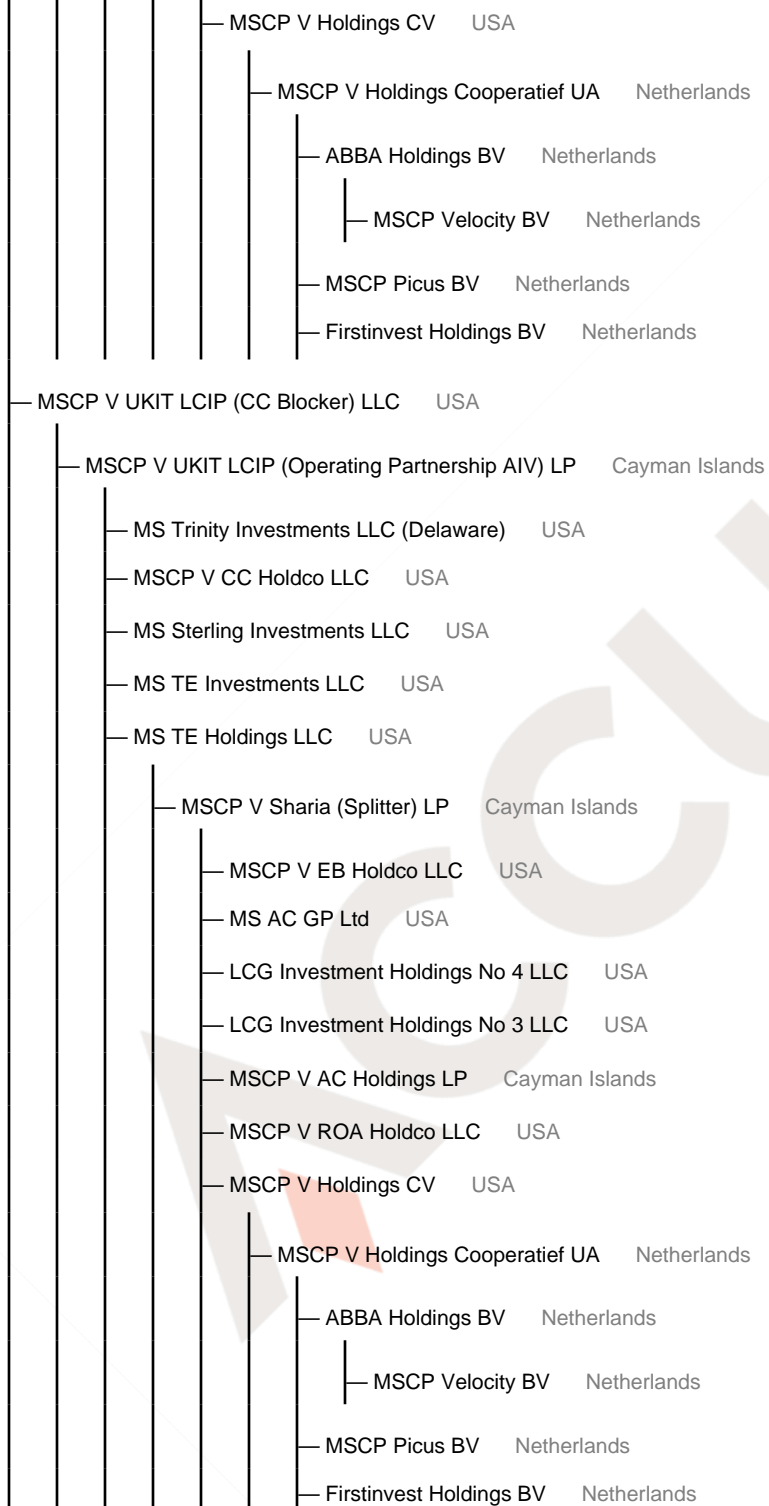 MSCP V Holdings CV USA
MSCP V Holdings Cooperatief UA Netherlands
ABBA Holdings BV Netherlands
MSCP Velocity BV Netherlands
MSCP Picus BV Netherlands
Firstinvest Holdings BV Netherlands
MSCP V UKIT LCIP (CC Blocker) LLC USA
MSCP V UKIT LCIP (Operating Partnership AIV) LP Cayman Islands
MS Trinity Investments LLC (Delaware) USA
MSCP V CC Holdco LLC USA
MS Sterling Investments LLC USA
MS TE Investments LLC USA
MS TE Holdings LLC USA
MSCP V Sharia (Splitter) LP Cayman Islands
MSCP V EB Holdco LLC USA
MS AC GP Ltd USA
LCG Investment Holdings No 4 LLC USA
LCG Investment Holdings No 3 LLC USA
MSCP V AC Holdings LP Cayman Islands
MSCP V ROA Holdco LLC USA
MSCP V Holdings CV USA
MSCP V Holdings Cooperatief UA Netherlands
ABBA Holdings BV Netherlands
MSCP Velocity BV Netherlands
MSCP Picus BV Netherlands
Firstinvest Holdings BV Netherlands